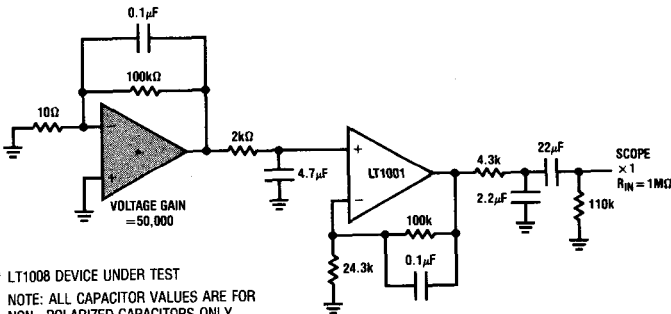 0.1µF
100kΩ
10Ω
2kΩ
4.7µF
VOLTAGE GAIN
=50,000
LT1001
4.3k
22µF
SCOPE
×1
R_IN = 1MΩ
2.2µF
110k
100k
0.1µF
24.3k
LT1008 DEVICE UNDER TEST
NOTE: ALL CAPACITOR VALUES ARE FOR
NON-POLARIZED CAPACITORS ONLY